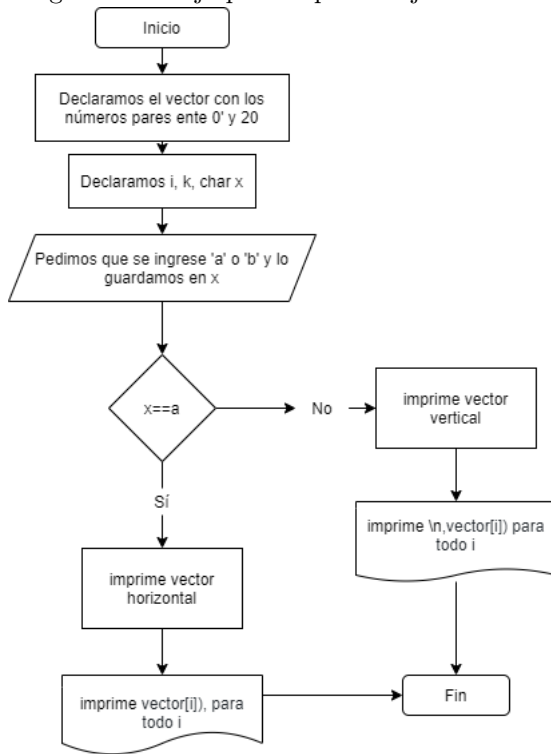 Inicio
Declaramos el vector con los
números pares ente 0' y 20
Declaramos i, k, char x
Pedimos que se ingrese 'a' o 'b' y lo
guardamos en x
x==a
No
imprime vector
vertical
Sí
imprime \n,vector[i]) para
todo i
imprime vector
horizontal
imprime vector[i]), para
todo i
Fin